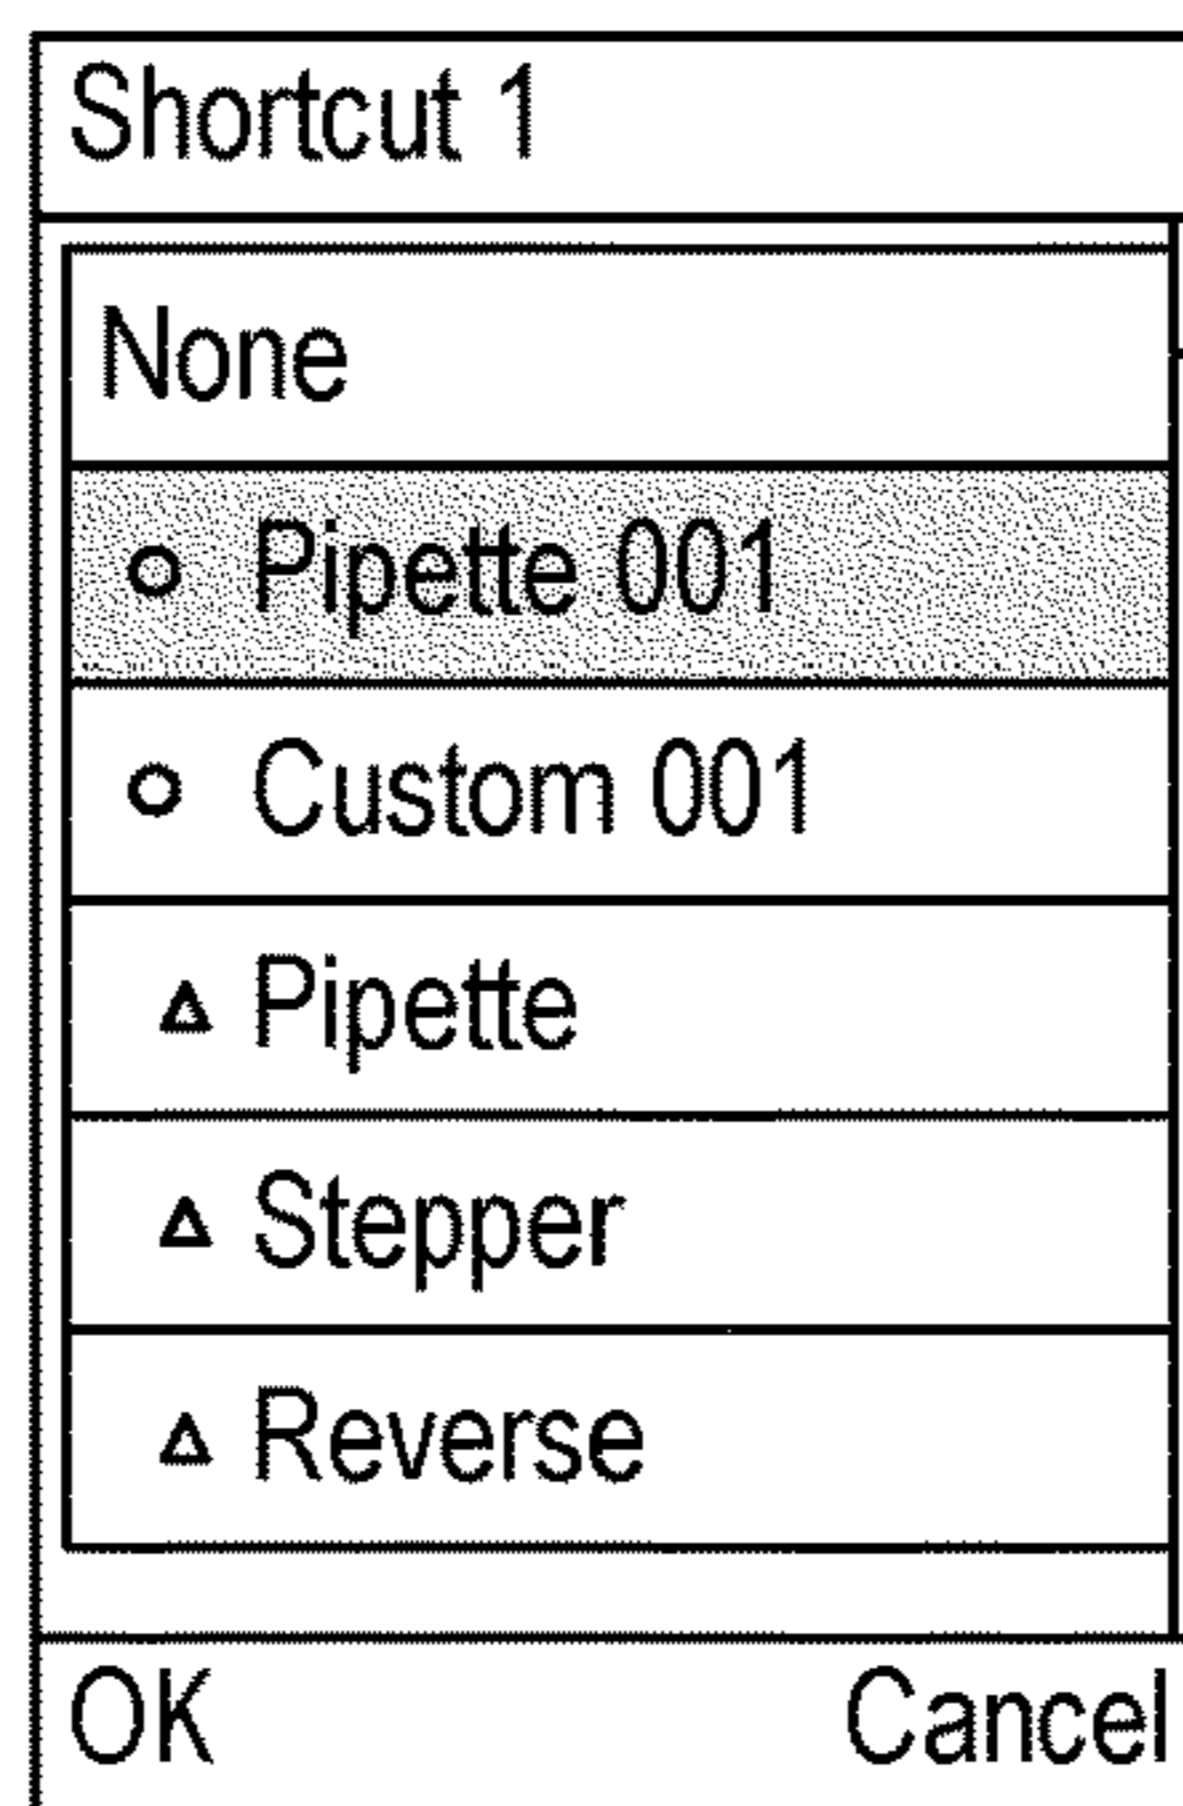 Shortcut 1
None
Pipette 001
Custom 001
Pipette
Stepper
Reverse
OK Cancel